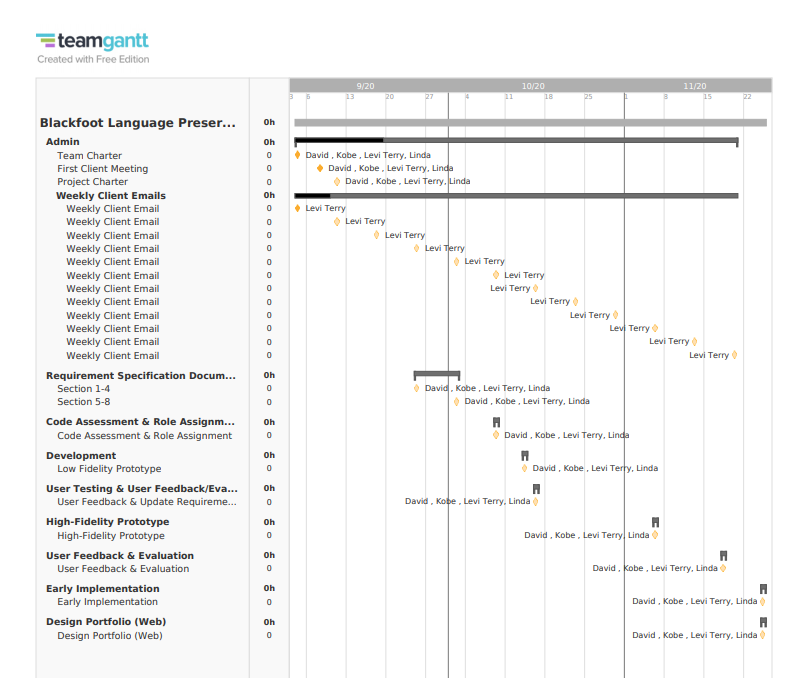 teamgantt
Created with Free Edition
9/20 10/20 11/20
3 6 13 20 27 4 11 18 25 1 8 15 22
Blackfoot Language Preser... 0h
Admin 0h
Team Charter 0 David , Kobe , Levi Terry, Linda
First Client Meeting 0 David , Kobe , Levi Terry, Linda
Project Charter 0 David , Kobe , Levi Terry, Linda
Weekly Client Emails 0h
Weekly Client Email 0 Levi Terry
Weekly Client Email 0 Levi Terry
Weekly Client Email 0 Levi Terry
Weekly Client Email 0 Levi Terry
Weekly Client Email 0 Levi Terry
Weekly Client Email 0 Levi Terry
Weekly Client Email 0 Levi Terry
Weekly Client Email 0 Levi Terry
Weekly Client Email 0 Levi Terry
Weekly Client Email 0 Levi Terry
Weekly Client Email 0 Levi Terry
Weekly Client Email 0 Levi Terry
Requirement Specification Docum... 0h
Section 1-4 0 David , Kobe , Levi Terry, Linda
Section 5-8 0 David , Kobe , Levi Terry, Linda
Code Assessment & Role Assignm... 0h
Code Assessment & Role Assignment 0 David , Kobe , Levi Terry, Linda
Development 0h
Low Fidelity Prototype 0 David , Kobe , Levi Terry, Linda
User Testing & User Feedback/Eva... 0h
User Feedback & Update Requireme... 0 David , Kobe , Levi Terry, Linda
High-Fidelity Prototype 0h
High-Fidelity Prototype 0 David , Kobe , Levi Terry, Linda
User Feedback & Evaluation 0h
User Feedback & Evaluation 0 David , Kobe , Levi Terry, Linda
Early Implementation 0h
Early Implementation 0 David , Kobe , Levi Terry, Linda
Design Portfolio (Web) 0h
Design Portfolio (Web) 0 David , Kobe , Levi Terry, Linda